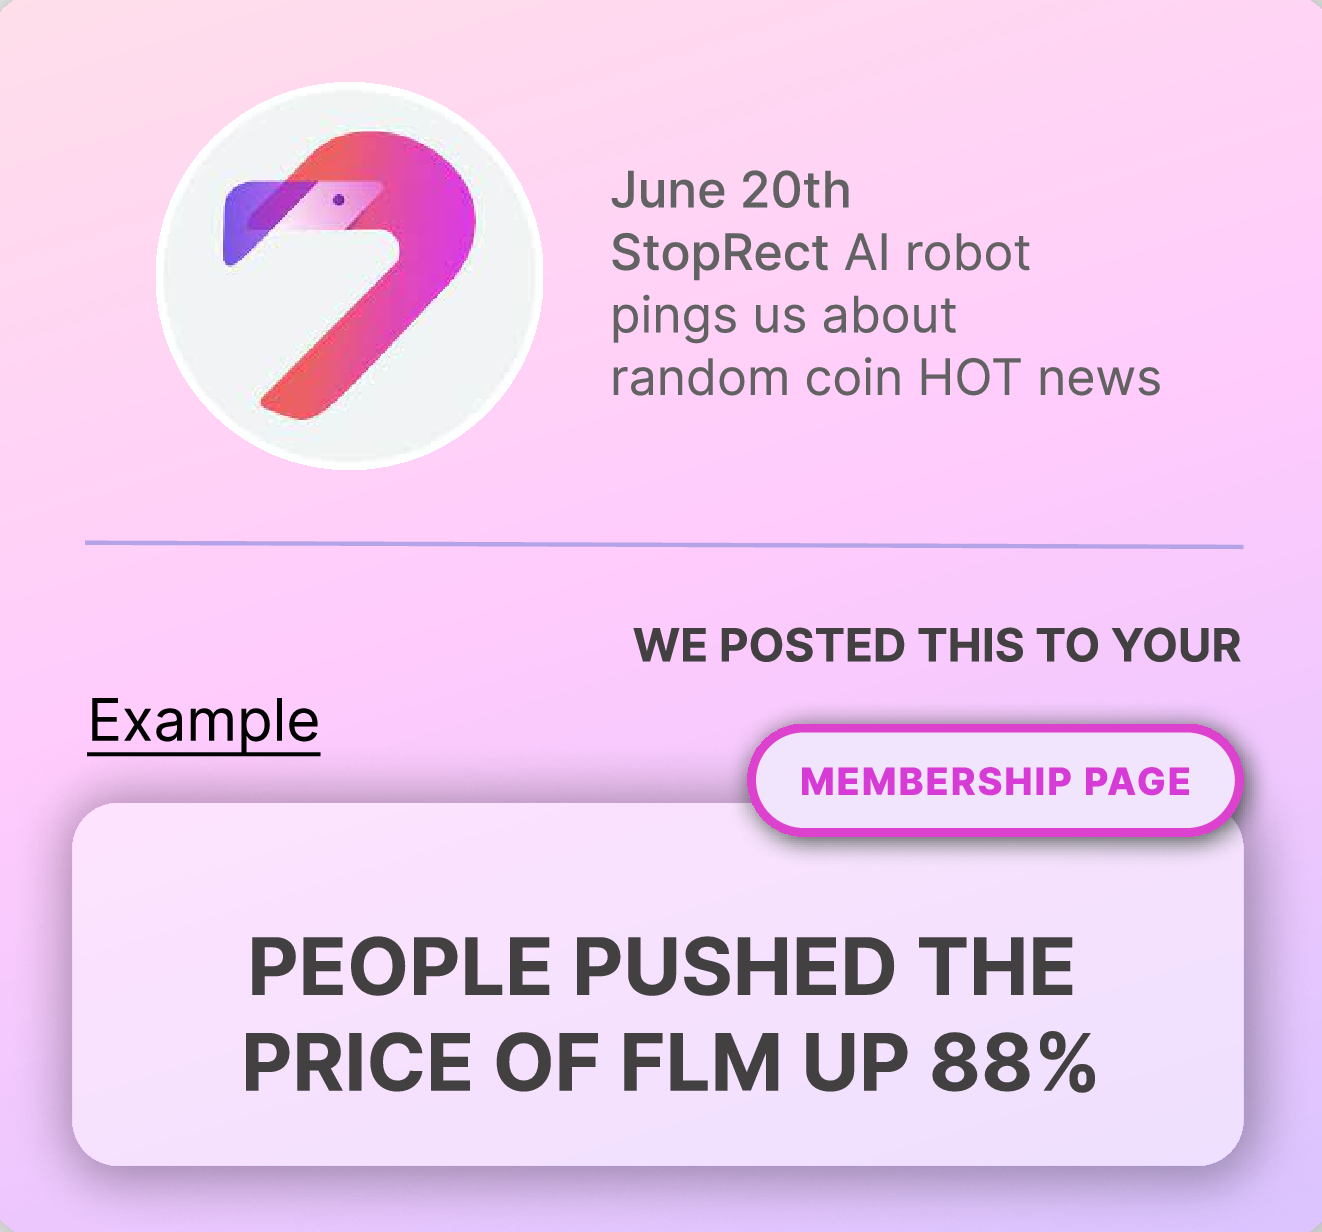 June 20th
StopRect AI robot
pings us about
random coin HOT news
WE POSTED THIS TO YOUR
Example
MEMBERSHIP PAGE
PEOPLE PUSHED THE
PRICE OF FLM UP 88%